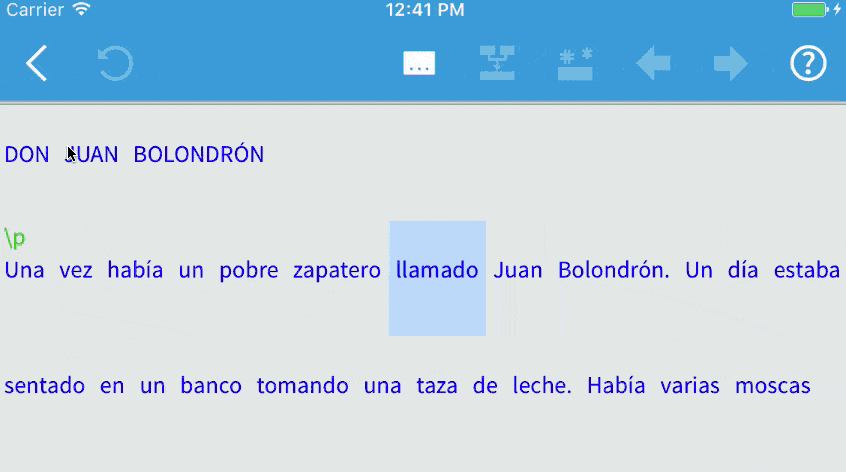 Carrier 12:41 PM
DON JUAN BOLONDRÓN
\p
Una vez había un pobre zapatero llamado Juan Bolondrón. Un día estaba
sentado en un banco tomando una taza de leche. Había varias moscas